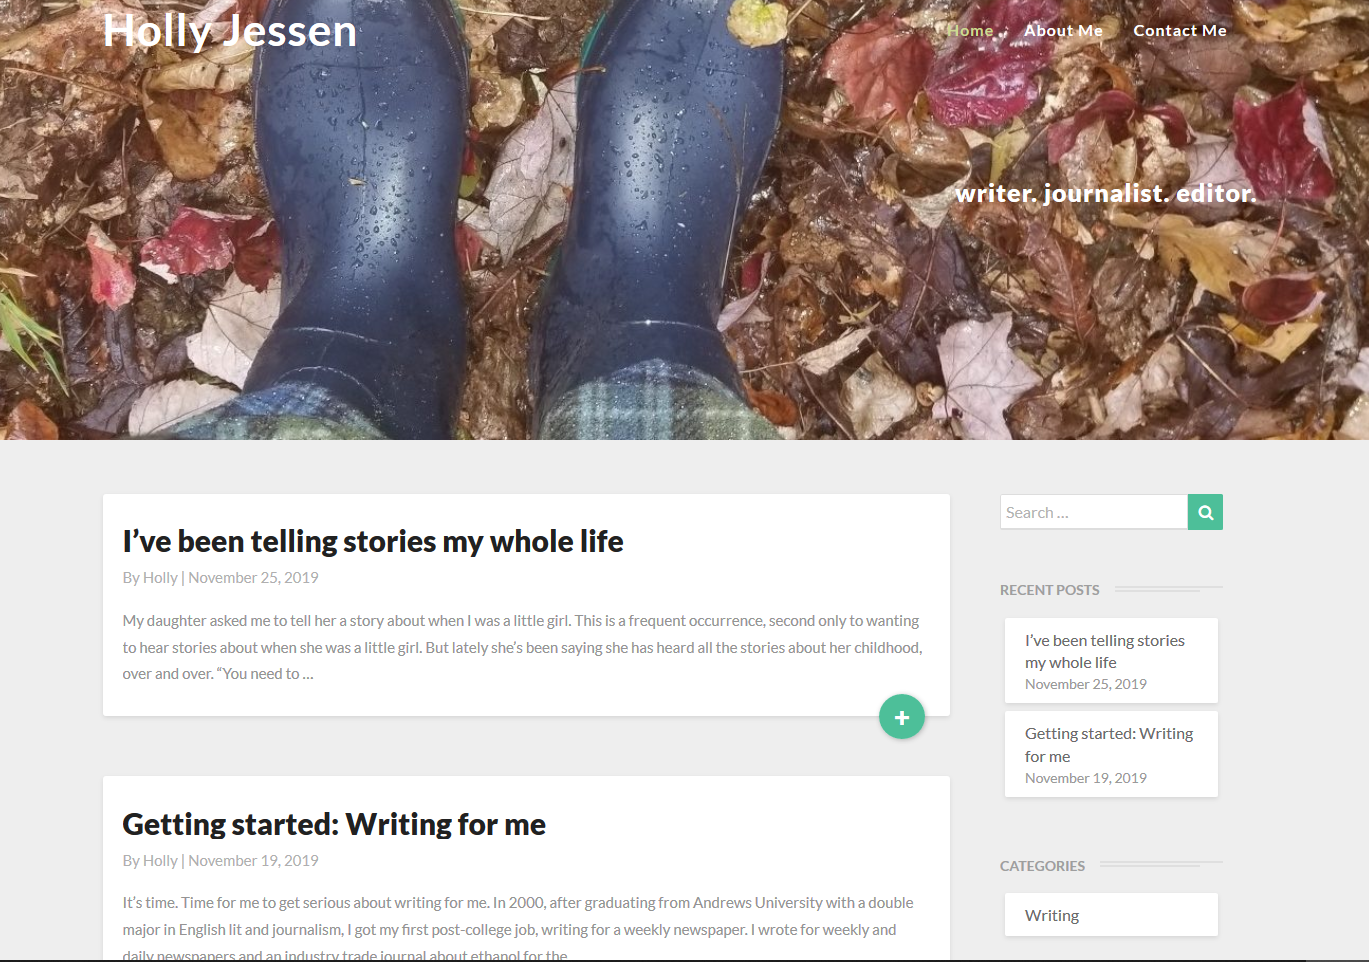 Holly Jessen
Home
About Me
Contact Me
writer. journalist. editor.
I’ve been telling stories my whole life
By Holly | November 25, 2019
My daughter asked me to tell her a story about when I was a little girl. This is a frequent occurrence, second only to wanting
to hear stories about when she was a little girl. But lately she’s been saying she has heard all the stories about her childhood,
over and over. “You need to …
+
Getting started: Writing for me
By Holly | November 19, 2019
It’s time. Time for me to get serious about writing for me. In 2000, after graduating from Andrews University with a double
major in English lit and journalism, I got my first post-college job, writing for a weekly newspaper. I wrote for weekly and
daily newspapers and an industry trade journal about ethanol for the
Search …
RECENT POSTS
I’ve been telling stories
my whole life
November 25, 2019
Getting started: Writing
for me
November 19, 2019
CATEGORIES
Writing